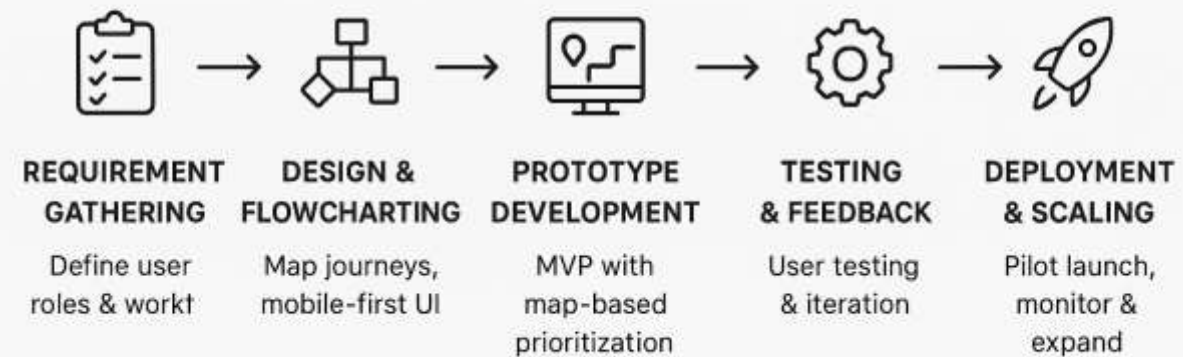 REQUIREMENT
GATHERING
Define user
roles & workt
DESIGN &
FLOWCHARTING
Map journeys,
mobile-first UI
PROTOTYPE
DEVELOPMENT
MVP with
map-based
prioritization
TESTING
& FEEDBACK
User testing
& iteration
DEPLOYMENT
& SCALING
Pilot launch,
monitor &
expand